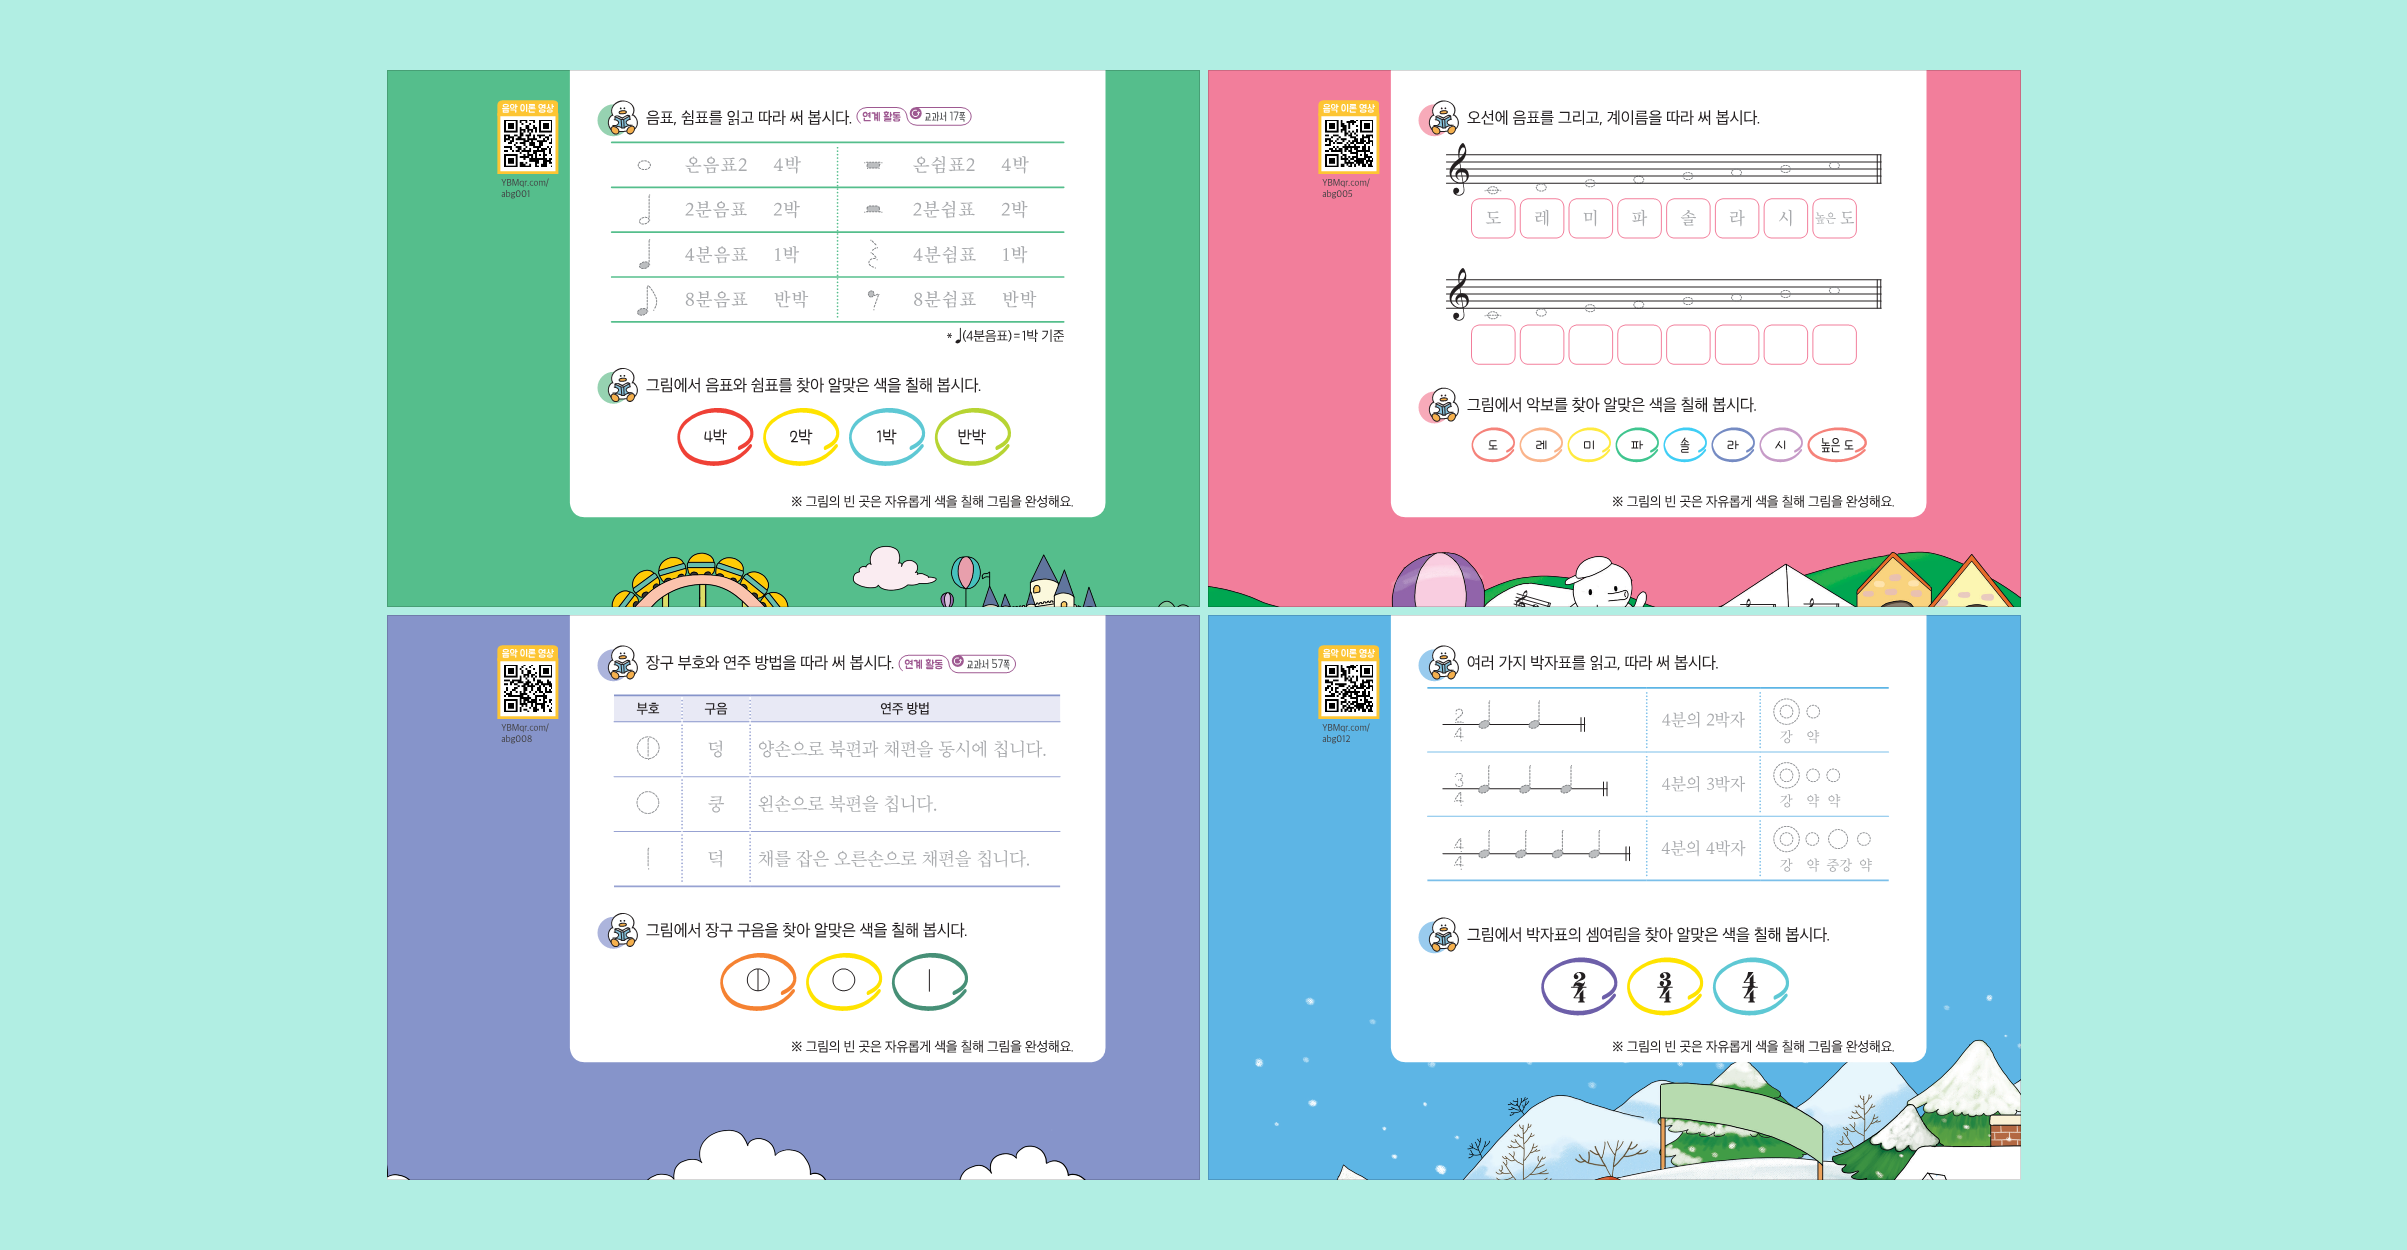 음악 이론 영상
YBMqr.com/
abg001
음표, 쉼표를 읽고 따라 써 봅시다. 연계 활동 교과서 17쪽
온음표2 4박 온쉼표2 4박
2분음표 2박 2분쉼표 2박
4분음표 1박 4분쉼표 1박
8분음표 반박 8분쉼표 반박
* (4분음표)=1박 기준
그림에서 음표와 쉼표를 찾아 알맞은 색을 칠해 봅시다.
4박 2박 1박 반박
※ 그림의 빈 곳은 자유롭게 색을 칠해 그림을 완성해요.
음악 이론 영상
YBMqr.com/
abg005
오선에 음표를 그리고, 계이름을 따라 써 봅시다.
도 레 미 파 솔 라 시 높은 도
그림에서 악보를 찾아 알맞은 색을 칠해 봅시다.
도 레 미 파 솔 라 시 높은 도
※ 그림의 빈 곳은 자유롭게 색을 칠해 그림을 완성해요.
음악 이론 영상
YBMqr.com/
abg008
장구 부호와 연주 방법을 따라 써 봅시다. 연계 활동 교과서 57쪽
부호 구음 연주 방법
덩 양손으로 북편과 채편을 동시에 칩니다.
쿵 왼손으로 북편을 칩니다.
덕 채를 잡은 오른손으로 채편을 칩니다.
그림에서 장구 구음을 찾아 알맞은 색을 칠해 봅시다.
※ 그림의 빈 곳은 자유롭게 색을 칠해 그림을 완성해요.
음악 이론 영상
YBMqr.com/
abg012
여러 가지 박자표를 읽고, 따라 써 봅시다.
2
4 4분의 2박자
강 약
3
4 4분의 3박자
강 약 약
4
4 4분의 4박자
강 약 중강 약
그림에서 박자표의 셈여림을 찾아 알맞은 색을 칠해 봅시다.
2 3 4
4 4 4
※ 그림의 빈 곳은 자유롭게 색을 칠해 그림을 완성해요.